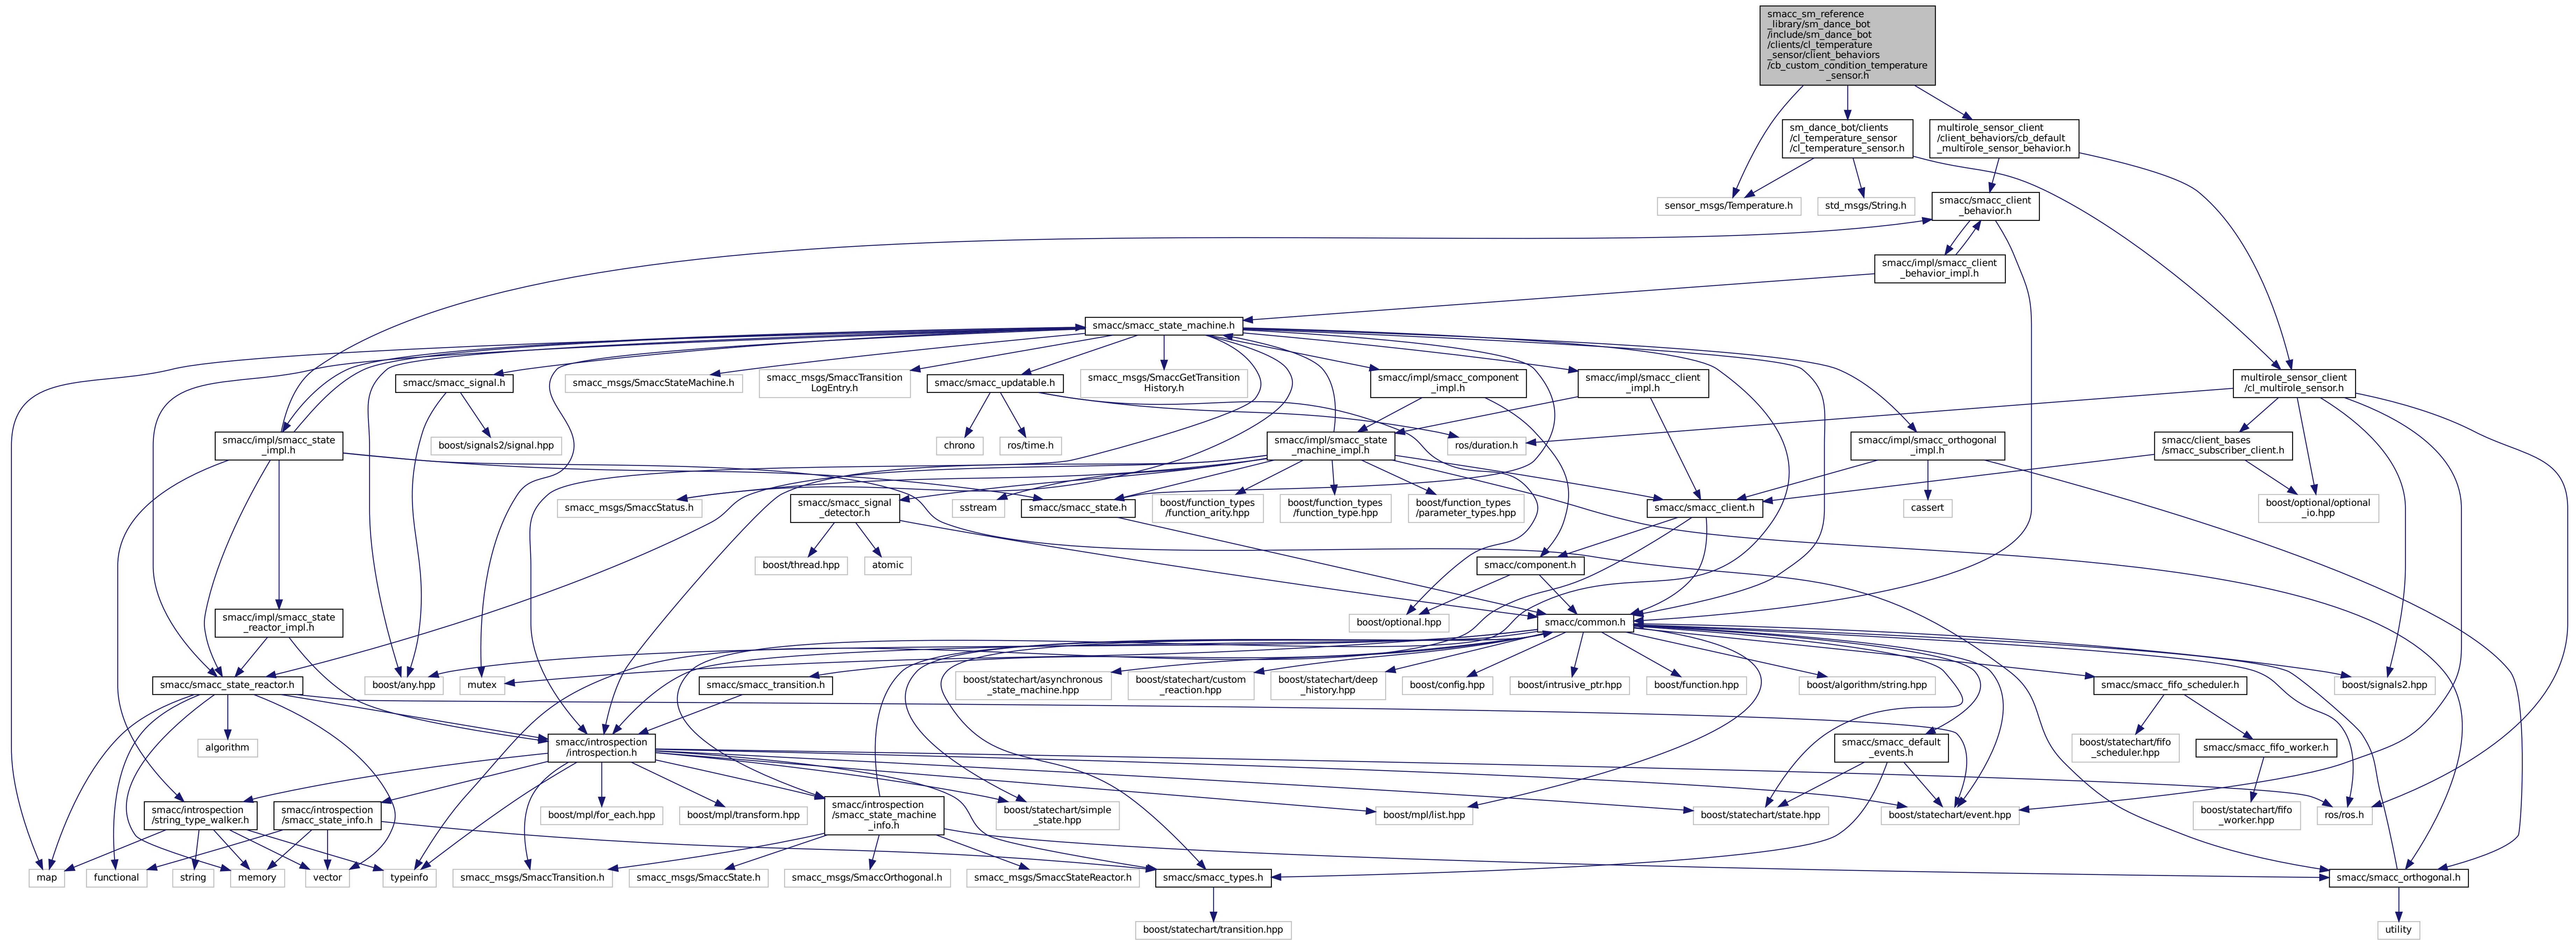 smacc_sm_reference
_library/sm_dance_bot
/include/sm_dance_bot
/clients/cl_temperature
_sensor/client_behaviors
/cb_custom_condition_temperature
_sensor.h
sm_dance_bot/clients
/cl_temperature_sensor
/cl_temperature_sensor.h
multirole_sensor_client
/client_behaviors/cb_default
_multirole_sensor_behavior.h
sensor_msgs/Temperature.h
std_msgs/String.h
smacc/smacc_client
_behavior.h
smacc/impl/smacc_client
_behavior_impl.h
smacc/smacc_state_machine.h
smacc/smacc_signal.h
smacc_msgs/SmaccStateMachine.h
smacc_msgs/SmaccTransition
LogEntry.h
smacc/smacc_updatable.h
smacc_msgs/SmaccGetTransition
History.h
smacc/impl/smacc_component
_impl.h
smacc/impl/smacc_client
_impl.h
multirole_sensor_client
/cl_multirole_sensor.h
smacc/impl/smacc_state
_impl.h
boost/signals2/signal.hpp
chrono
ros/time.h
smacc/impl/smacc_state
_machine_impl.h
ros/duration.h
smacc/impl/smacc_orthogonal
_impl.h
smacc/client_bases
/smacc_subscriber_client.h
smacc_msgs/SmaccStatus.h
smacc/smacc_signal
_detector.h
sstream
smacc/smacc_state.h
boost/function_types
/function_arity.hpp
boost/function_types
/function_type.hpp
boost/function_types
/parameter_types.hpp
smacc/smacc_client.h
cassert
boost/optional/optional
_io.hpp
boost/thread.hpp
atomic
smacc/component.h
smacc/impl/smacc_state
_reactor_impl.h
boost/optional.hpp
smacc/common.h
smacc/smacc_state_reactor.h
boost/any.hpp
mutex
smacc/smacc_transition.h
boost/statechart/asynchronous
_state_machine.hpp
boost/statechart/custom
_reaction.hpp
boost/statechart/deep
_history.hpp
boost/config.hpp
boost/intrusive_ptr.hpp
boost/function.hpp
boost/algorithm/string.hpp
smacc/smacc_fifo_scheduler.h
boost/signals2.hpp
algorithm
smacc/introspection
/introspection.h
smacc/smacc_default
_events.h
boost/statechart/fifo
_scheduler.hpp
smacc/smacc_fifo_worker.h
smacc/introspection
/string_type_walker.h
smacc/introspection
/smacc_state_info.h
boost/mpl/for_each.hpp
boost/mpl/transform.hpp
smacc/introspection
/smacc_state_machine
_info.h
boost/statechart/simple
_state.hpp
boost/mpl/list.hpp
boost/statechart/state.hpp
boost/statechart/event.hpp
boost/statechart/fifo
_worker.hpp
ros/ros.h
map
functional
string
memory
vector
typeinfo
smacc_msgs/SmaccTransition.h
smacc_msgs/SmaccState.h
smacc_msgs/SmaccOrthogonal.h
smacc_msgs/SmaccStateReactor.h
smacc/smacc_types.h
smacc/smacc_orthogonal.h
boost/statechart/transition.hpp
utility